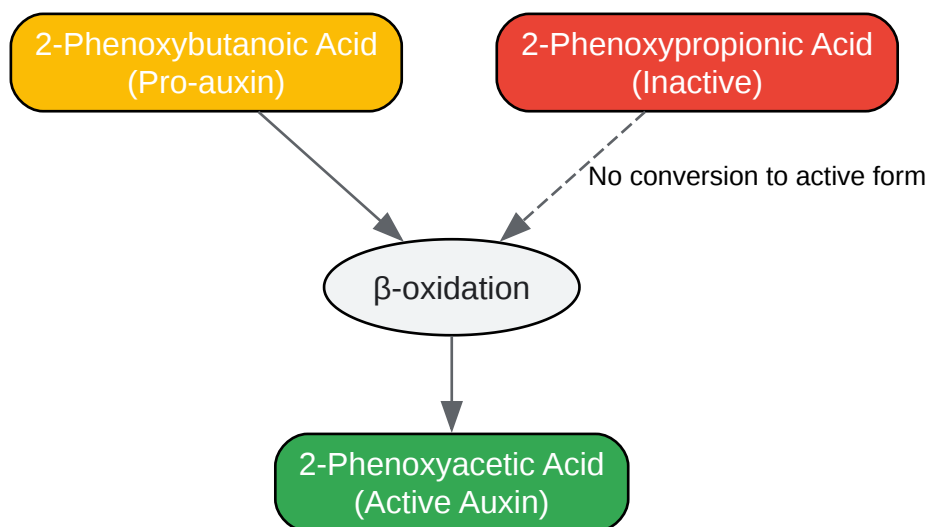 2-Phenoxybutanoic Acid
(Pro-auxin)
2-Phenoxypropionic Acid
(Inactive)
No conversion to active form
β-oxidation
2-Phenoxyacetic Acid
(Active Auxin)